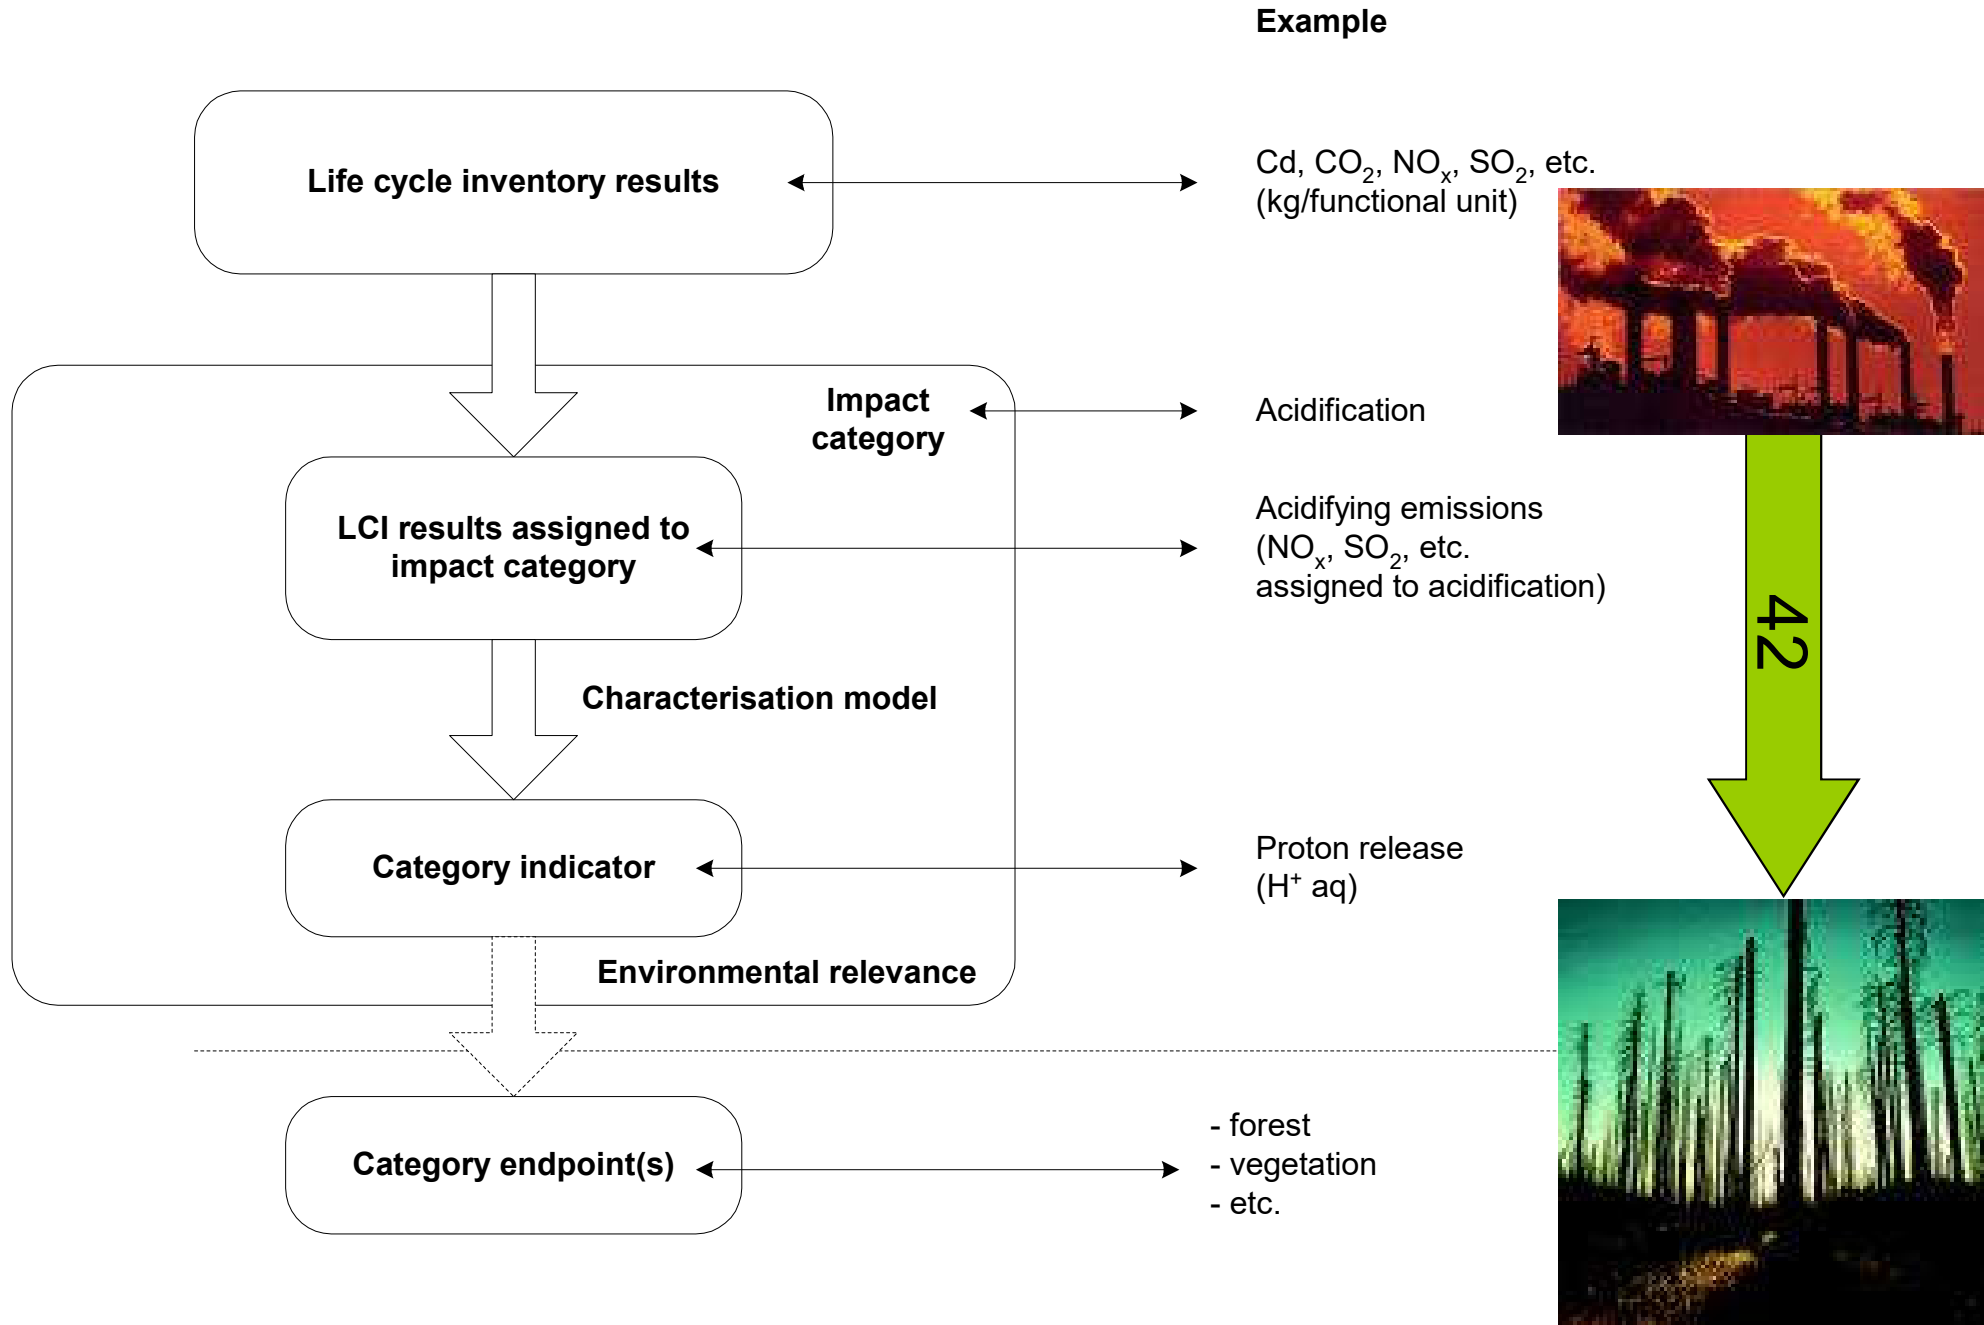 Example
Life cycle inventory results
Cd, CO₂, NOₓ, SO₂, etc.
(kg/functional unit)
Impact
category
Acidification
LCI results assigned to
impact category
Acidifying emissions
(NOₓ, SO₂, etc.
assigned to acidification)
42
Characterisation model
Category indicator
Proton release
(H⁺ aq)
Environmental relevance
Category endpoint(s)
- forest
- vegetation
- etc.